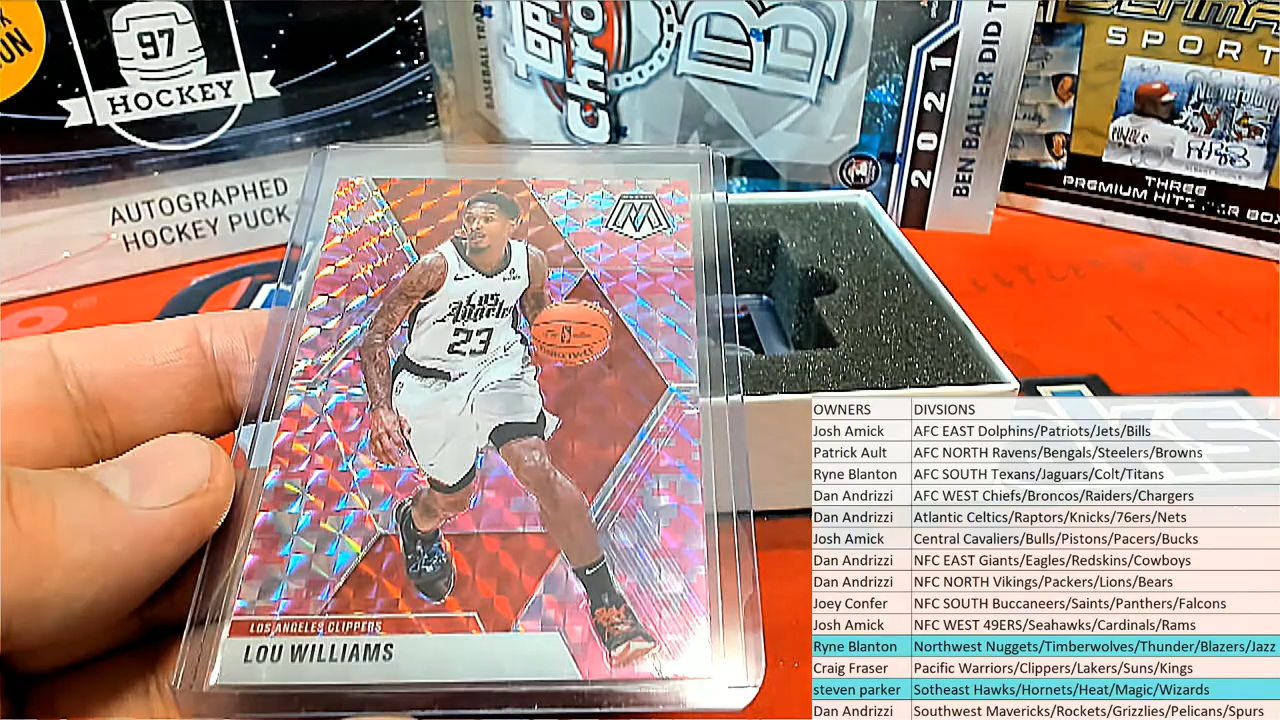 97
HOCKEY
AUTOGRAPHED
HOCKEY PUCK
Topps
Chrome
2021
BEN BALLER DID T
SPORT
THREE
LOS ANGELES CLIPPERS
LOU WILLIAMS
Los Angeles
23
OWNERS DIVSIONS
Josh Amick AFC EAST Dolphins/Patriots/Jets/Bills
Patrick Ault AFC NORTH Ravens/Bengals/Steelers/Browns
Ryne Blanton AFC SOUTH Texans/Jaguars/Colt/Titans
Dan Andrizzi AFC WEST Chiefs/Broncos/Raiders/Chargers
Dan Andrizzi Atlantic Celtics/Raptors/Knicks/76ers/Nets
Josh Amick Central Cavaliers/Bulls/Pistons/Pacers/Bucks
Dan Andrizzi NFC EAST Giants/Eagles/Redskins/Cowboys
Dan Andrizzi NFC NORTH Vikings/Packers/Lions/Bears
Joey Confer NFC SOUTH Buccaneers/Saints/Panthers/Falcons
Josh Amick NFC WEST 49ERS/Seahawks/Cardinals/Rams
Ryne Blanton Northwest Nuggets/Timberwolves/Thunder/Blazers/Jazz
Craig Fraser Pacific Warriors/Clippers/Lakers/Suns/Kings
steven parker Sotheast Hawks/Hornets/Heat/Magic/Wizards
Dan Andrizzi Southwest Mavericks/Rockets/Grizzlies/Pelicans/Spurs